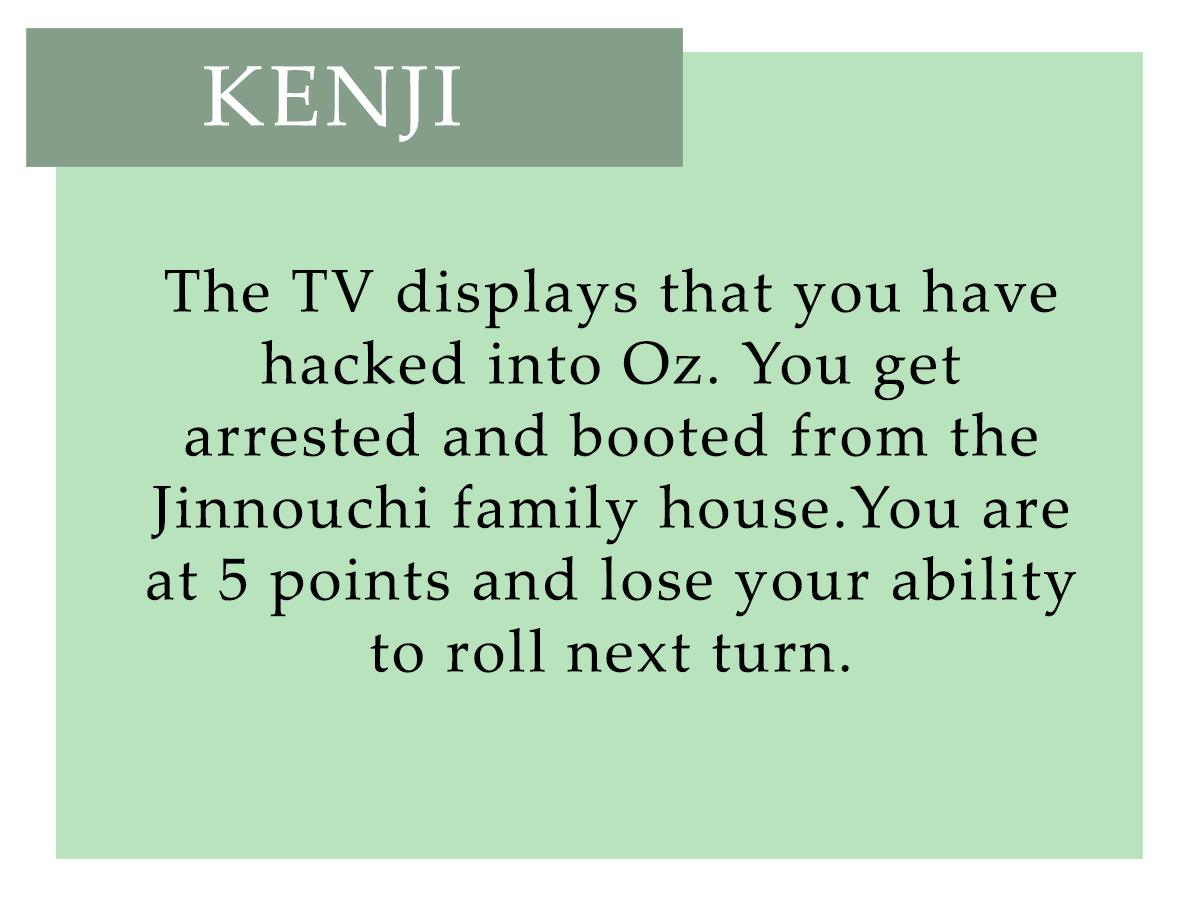 KENJI
The TV displays that you have
hacked into Oz. You get
arrested and booted from the
Jinnouchi family house.You are
at 5 points and lose your ability
to roll next turn.